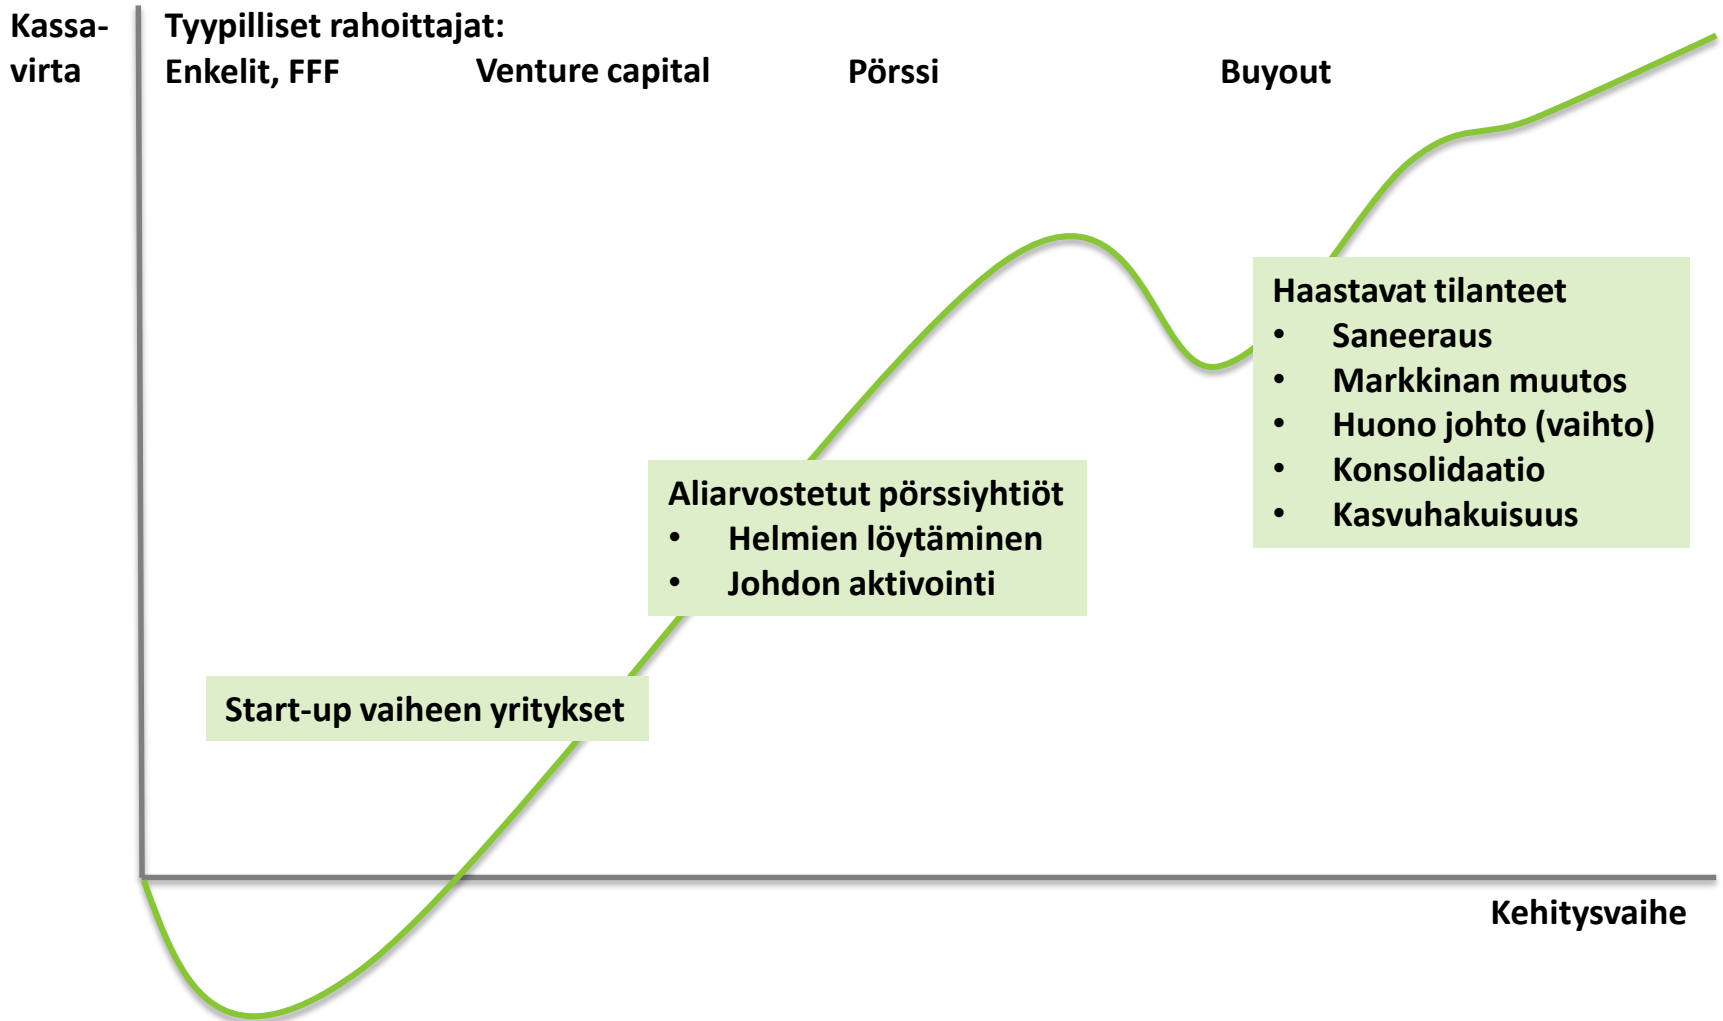 Kassa-
virta
Tyypilliset rahoittajat:
Enkelit, FFF
Venture capital
Pörssi
Buyout
Haastavat tilanteet
• Saneeraus
• Markkinan muutos
• Huono johto (vaihto)
• Konsolidaatio
• Kasvuhakuisuus
Aliarvostetut pörssiyhtiöt
• Helmien löytäminen
• Johdon aktivointi
Start-up vaiheen yritykset
Kehitysvaihe